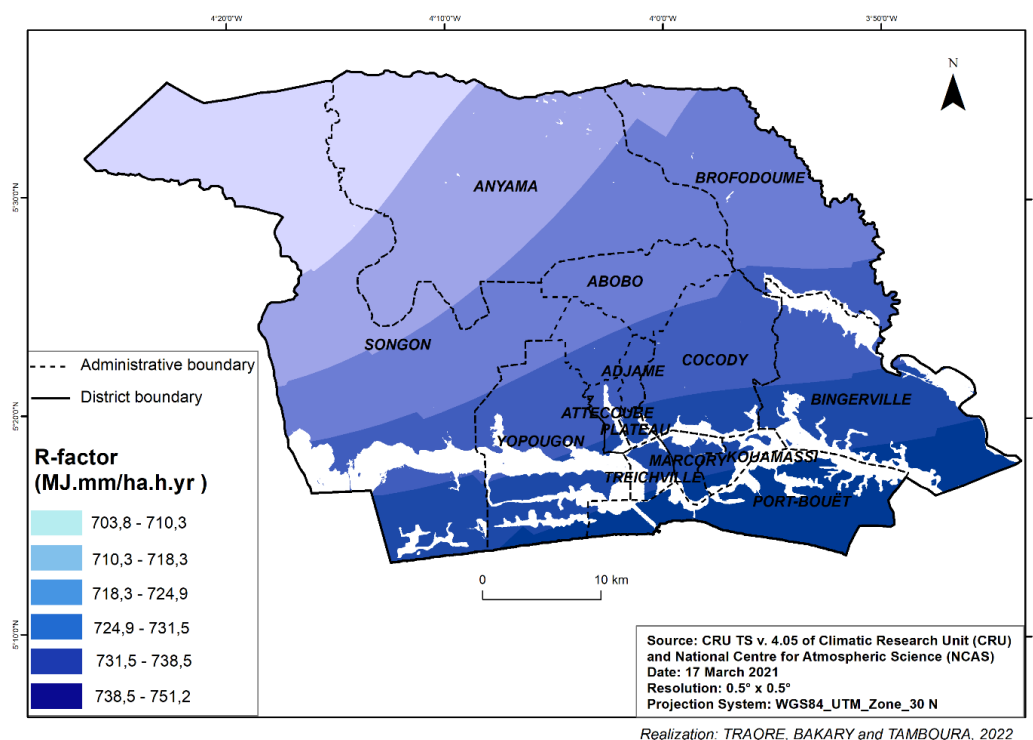 4°20'0"W 4°10'0"W 4°0'0"W 3°50'0"W
N
5°30'0"N
5°20'0"N
5°10'0"N
ANYAMA
BROFODOUME
ABOBO
SONGON
COCODY
ADJAME
BINGERVILLE
ATTECOUBE
PLATEAU
YOPOUGON
MARCORY
KOUAMASSI
TREICHVILLE
PORT-BOUËT
Administrative boundary
District boundary
R-factor
(MJ.mm/ha.h.yr )
703,8 - 710,3
710,3 - 718,3
718,3 - 724,9
724,9 - 731,5
731,5 - 738,5
738,5 - 751,2
0 10 km
Source: CRU TS v. 4.05 of Climatic Research Unit (CRU)
and National Centre for Atmospheric Science (NCAS)
Date: 17 March 2021
Resolution: 0.5° x 0.5°
Projection System: WGS84_UTM_Zone_30 N
Realization: TRAORE, BAKARY and TAMBOURA, 2022